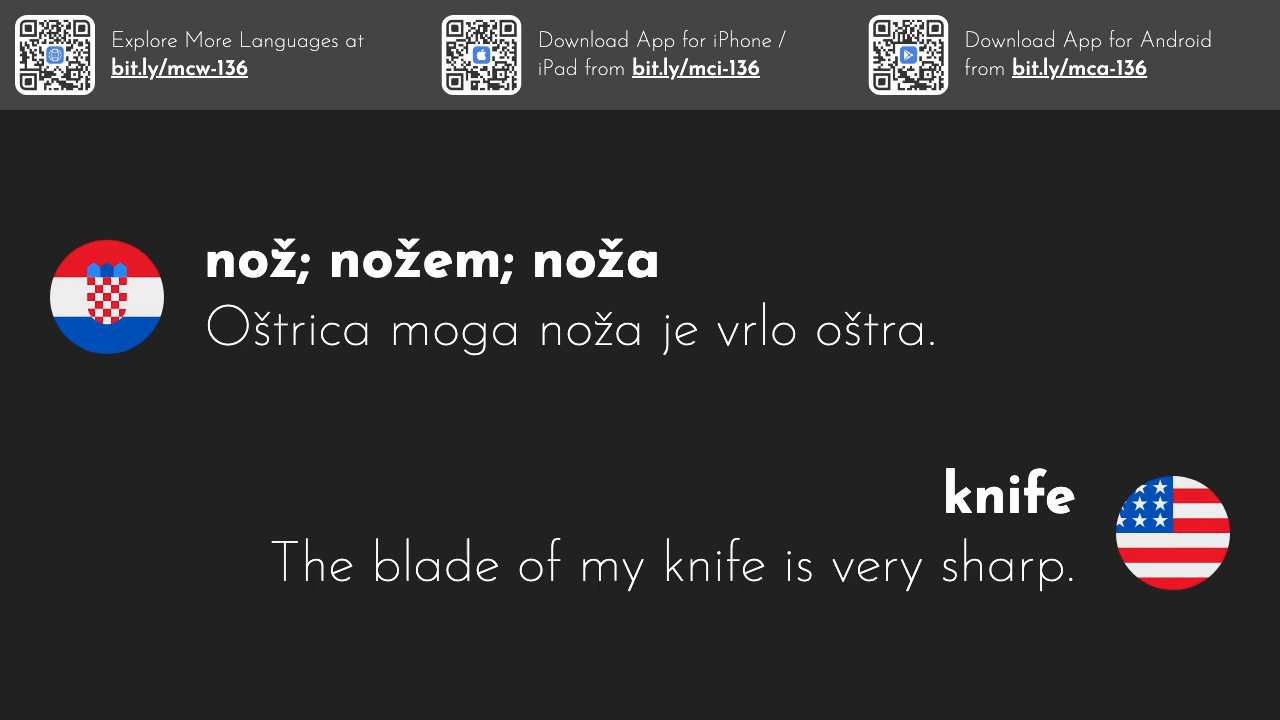 Explore More Languages at
bit.ly/mcw-136
Download App for iPhone /
iPad from bit.ly/mci-136
Download App for Android
from bit.ly/mca-136
nož; nožem; noža
Oštrica moga noža je vrlo oštra.
knife
The blade of my knife is very sharp.